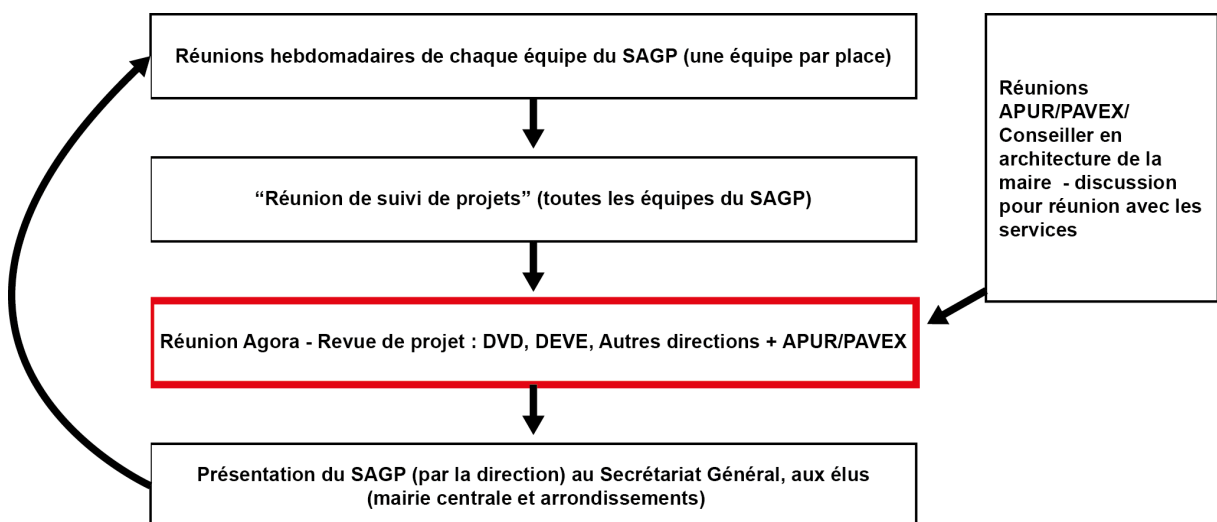 Réunions hebdomadaires de chaque équipe du SAGP (une équipe par place)
“Réunion de suivi de projets” (toutes les équipes du SAGP)
Réunion Agora - Revue de projet : DVD, DEVE, Autres directions + APUR/PAVEX
Présentation du SAGP (par la direction) au Secrétariat Général, aux élus
(mairie centrale et arrondissements)
Réunions
APUR/PAVEX/
Conseiller en
architecture de la
maire - discussion
pour réunion avec les
services